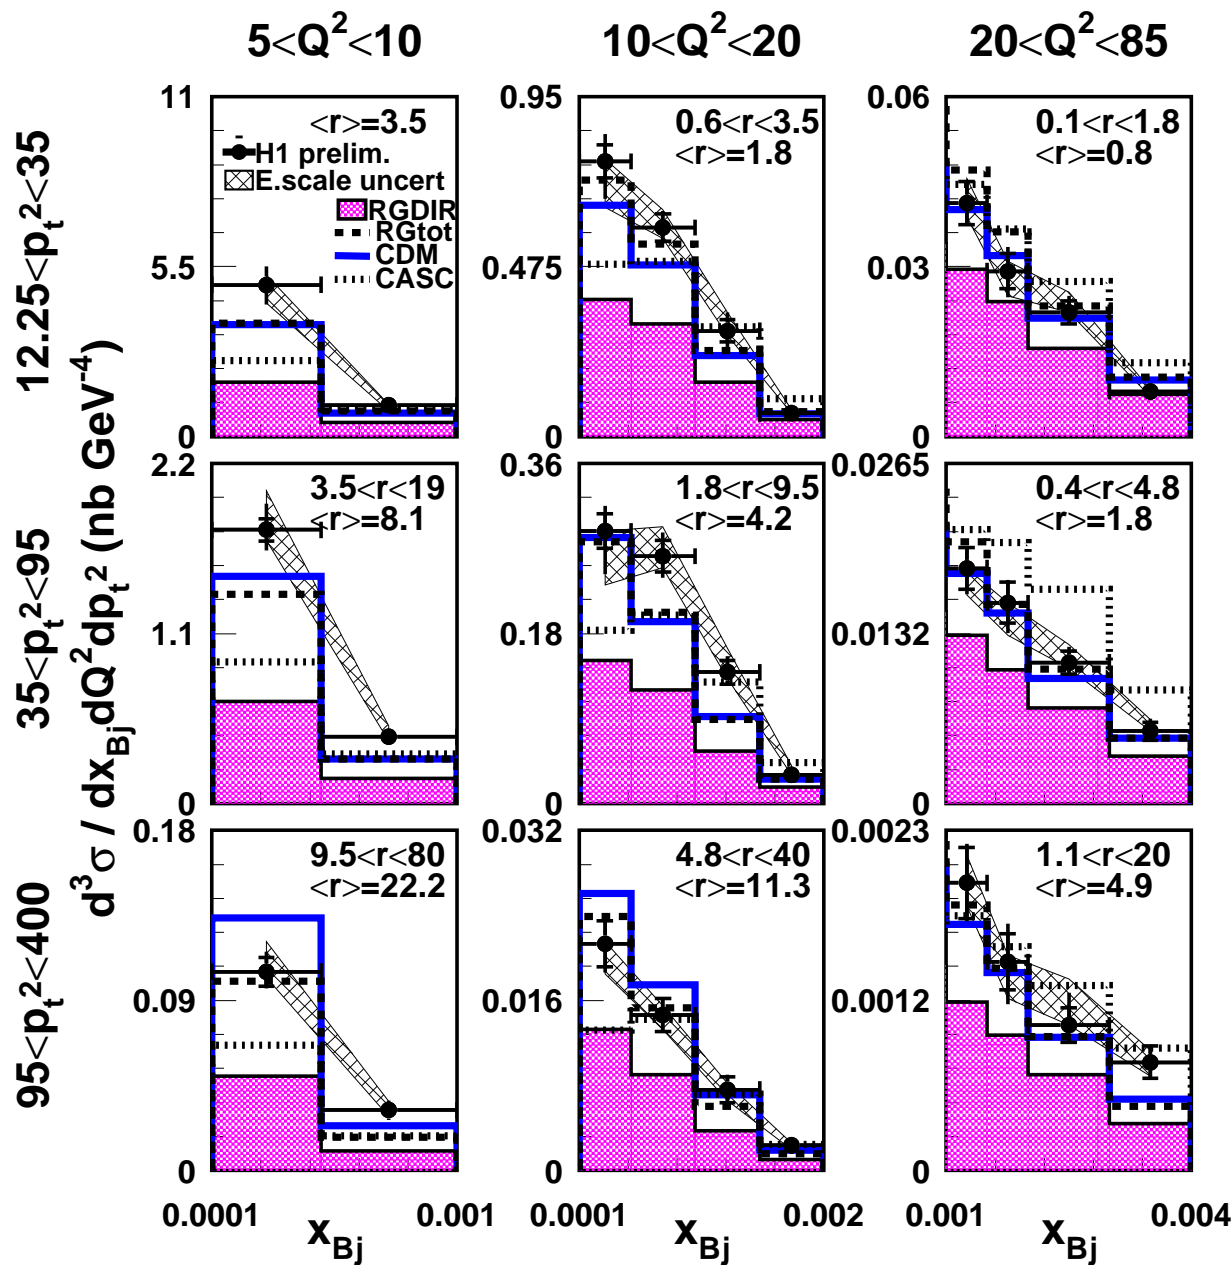 5<Q²<10
10<Q²<20
20<Q²<85
12.25<pₜ²<35
35<pₜ²<95
95<pₜ²<400
d³σ / dx_Bj dQ² dpₜ² (nb GeV⁻⁴)
11
5.5
0
<r>=3.5
H1 prelim.
E.scale uncert
RGDIR
RGtot
CDM
CASC
0.95
0.475
0
0.6<r<3.5
<r>=1.8
0.06
0.03
0
0.1<r<1.8
<r>=0.8
2.2
1.1
0
3.5<r<19
<r>=8.1
0.36
0.18
0
1.8<r<9.5
<r>=4.2
0.0265
0.0132
0
0.4<r<4.8
<r>=1.8
0.18
0.09
0
9.5<r<80
<r>=22.2
0.032
0.016
0
4.8<r<40
<r>=11.3
0.0023
0.0012
0
1.1<r<20
<r>=4.9
0.0001 0.001
x_Bj
0.0001 0.002
x_Bj
0.001 0.004
x_Bj